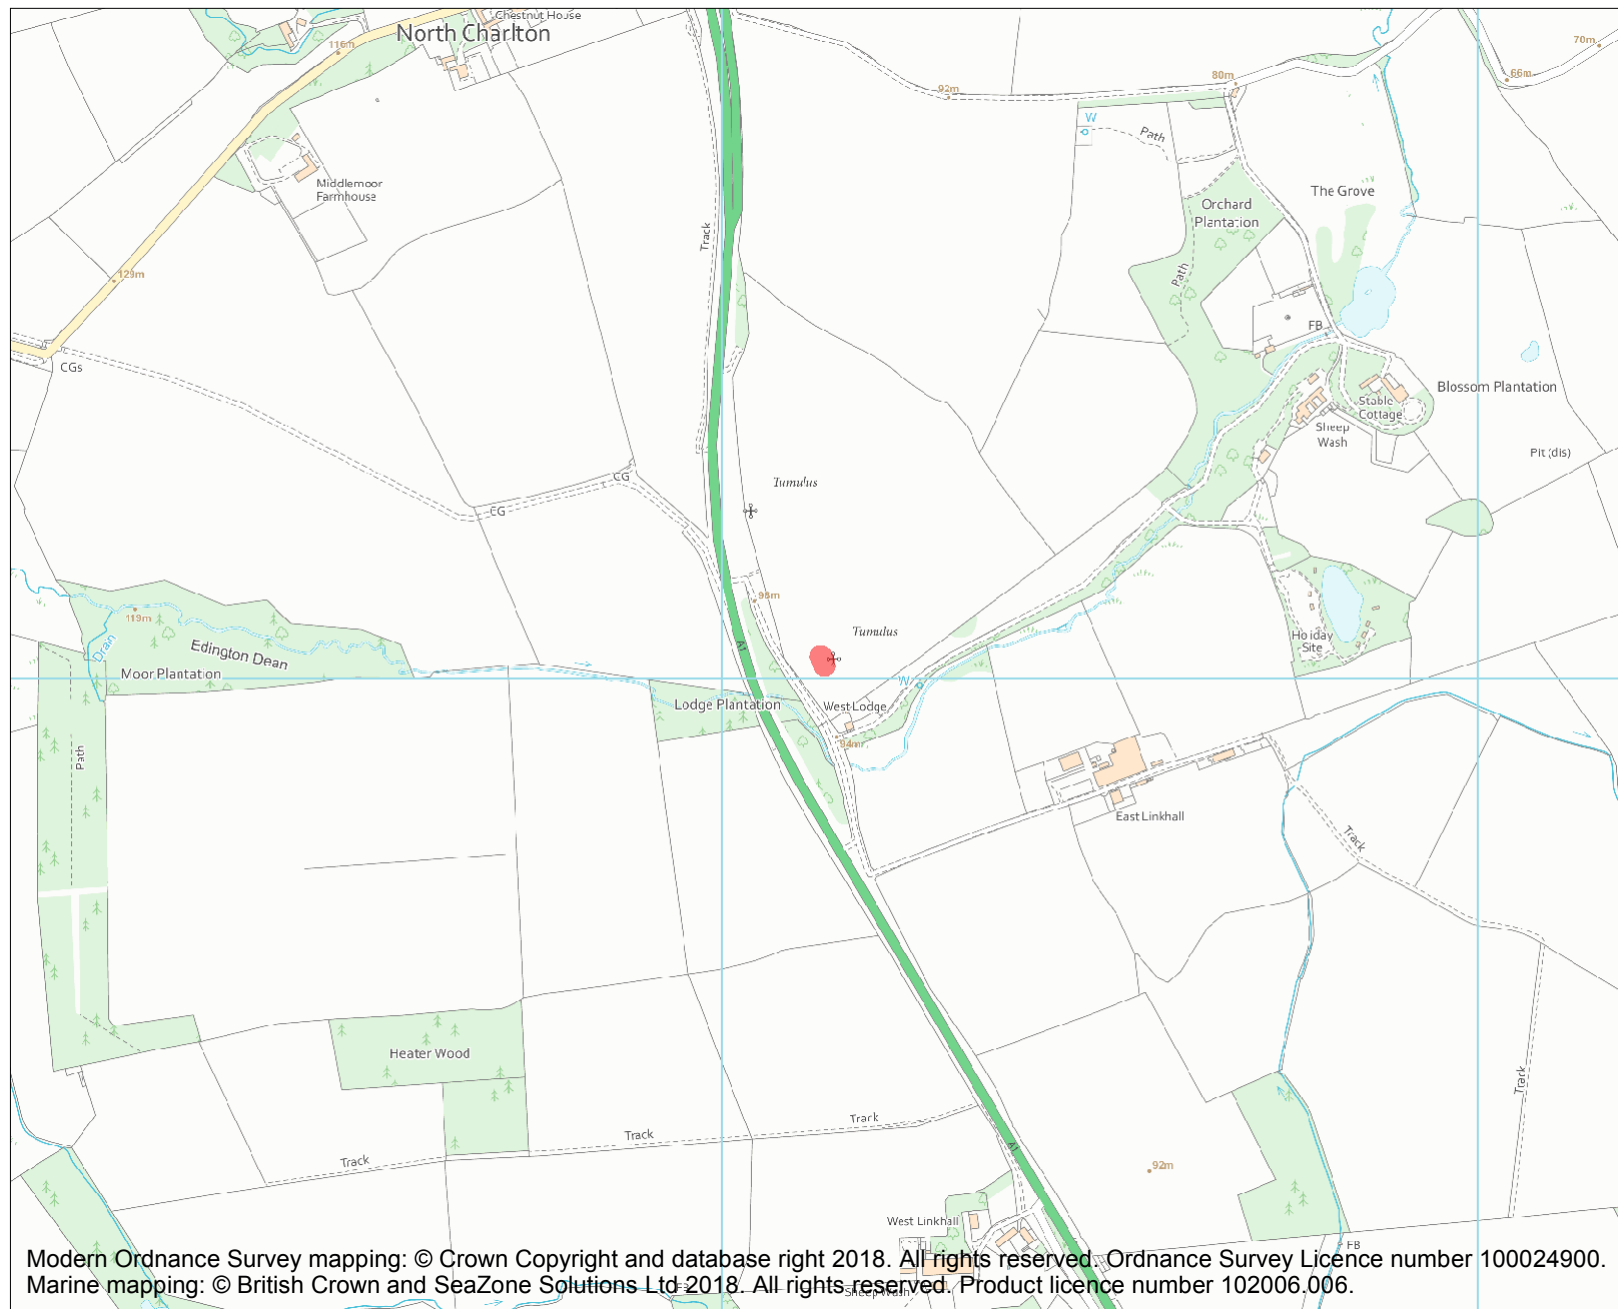 Chestnut House
North Charlton
116m
70m
66m
80m
92m
W
Path
Middlemoor
Farmhouse
The Grove
Orchard
Plantation
Track
Path
129m
FB
CGs
Blossom Plantation
Stable
Cottage
Sheep
Wash
Pit (dis)
CG
Tumulus
CG
98m
119m
Tumulus
Holiday
Site
Drain
Edington Dean
A1
Moor Plantation
W
Lodge Plantation
West Lodge
94m
Path
East Linkhall
Track
Heater Wood
Track
Track
Track
Track
A1
92m
West Linkhall
FB
Modern Ordnance Survey mapping: © Crown Copyright and database right 2018. All rights reserved. Ordnance Survey Licence number 100024900.
Marine mapping: © British Crown and SeaZone Solutions Ltd 2018. All rights reserved. Product licence number 102006.006.
Sheep Wash